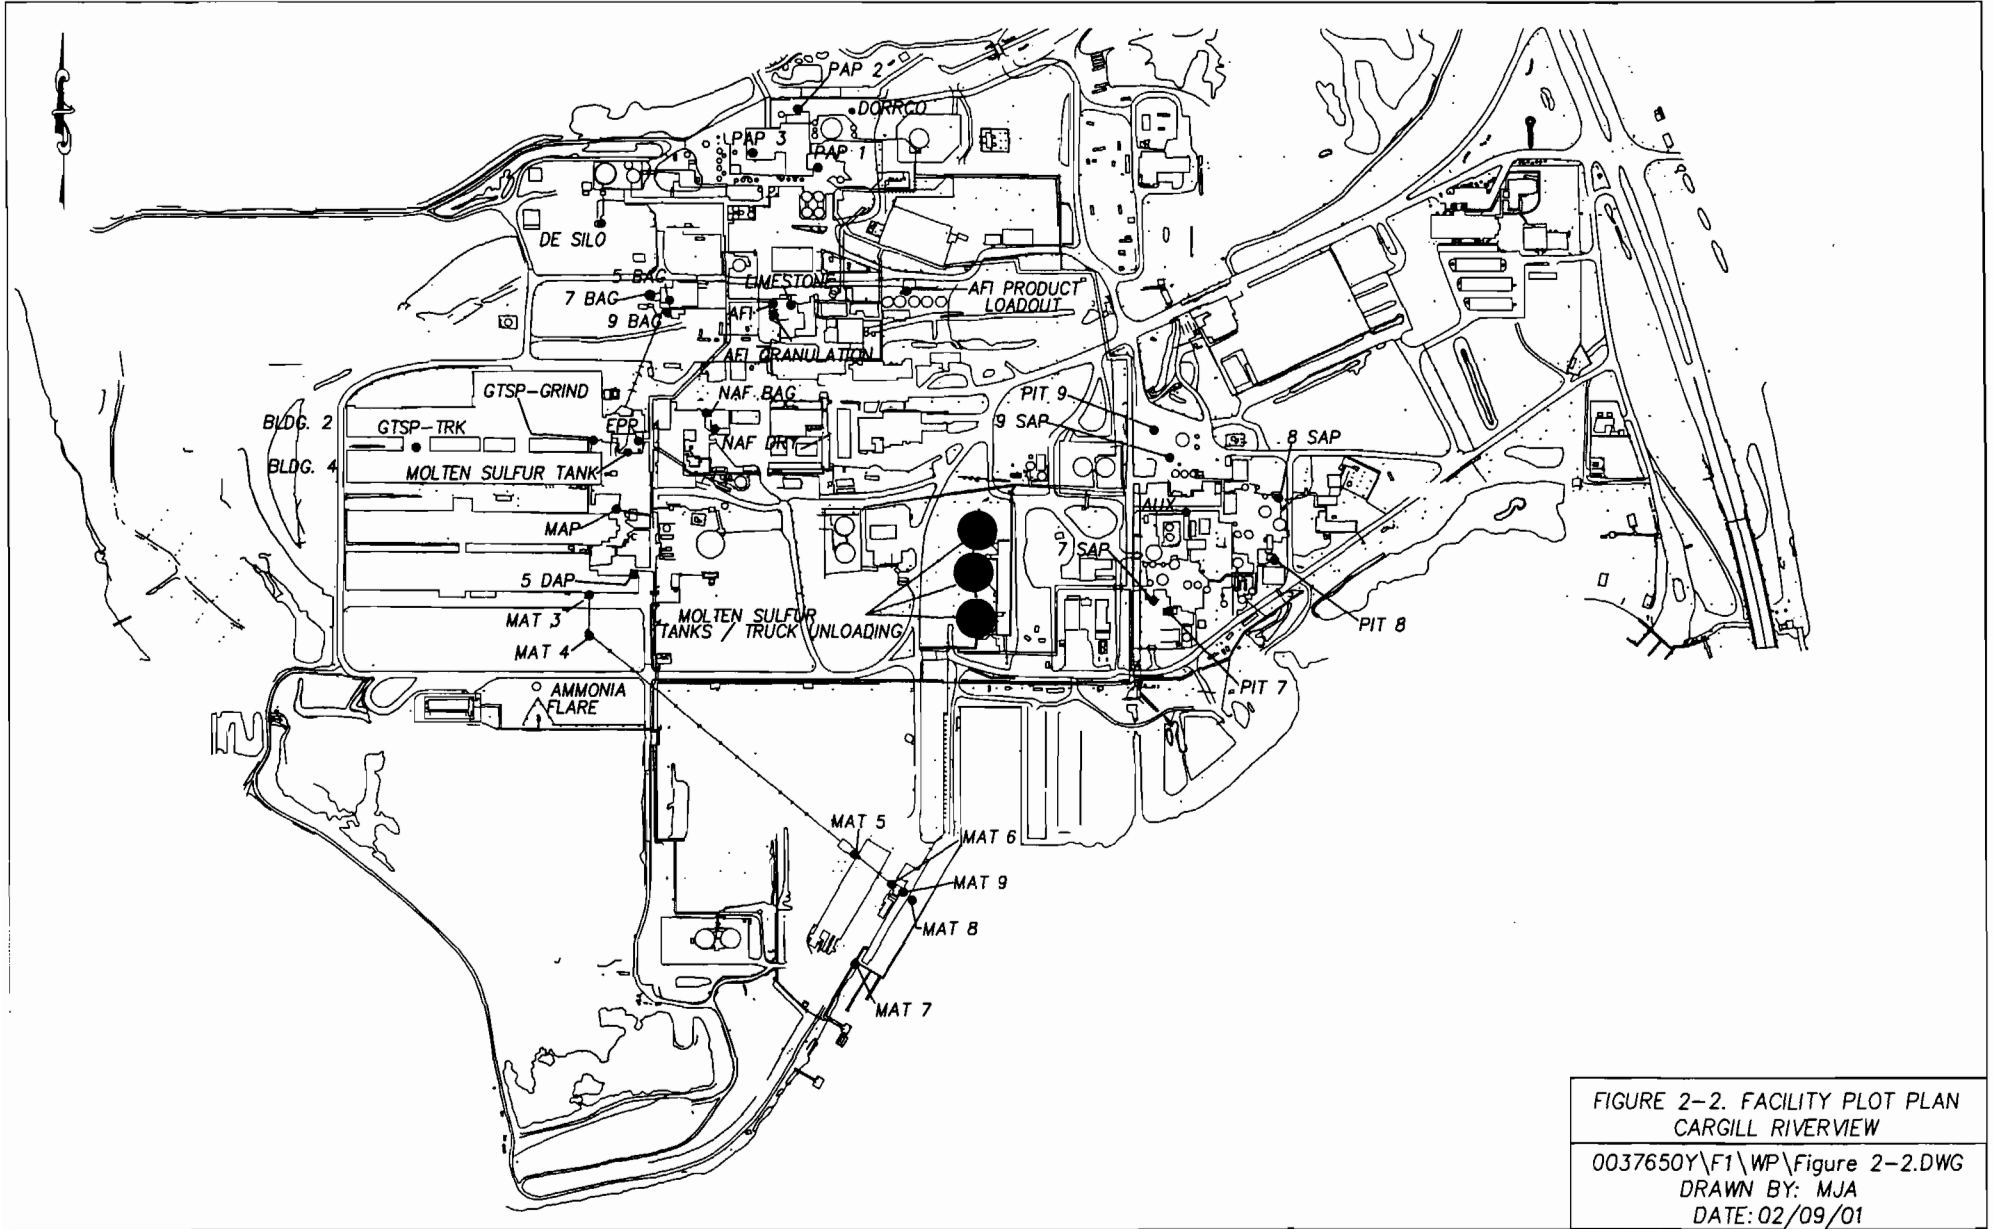 PAP 2
DORRCO
PAP 3
PAP 1
DE SILO
5 BAG
7 BAG
9 BAG
LIMESTONE
AFI
AFI PRODUCT
LOADOUT
AFI GRANULATION
GTSP-GRIND
NAF BAG
BLDG. 2
GTSP-TRK
EPP
NAF DRY
PIT 9
9 SAP
8 SAP
BLDG. 4
MOLTEN SULFUR TANK
MAP
AUX
7 SAP
5 DAP
MAT 3
MOLTEN SULFUR
TANKS / TRUCK UNLOADING
MAT 4
PIT 8
PIT 7
AMMONIA
FLARE
MAT 5
MAT 6
MAT 9
MAT 8
MAT 7
FIGURE 2-2. FACILITY PLOT PLAN
CARGILL RIVERVIEW
0037650Y\F1\WP\Figure 2-2.DWG
DRAWN BY: MJA
DATE: 02/09/01